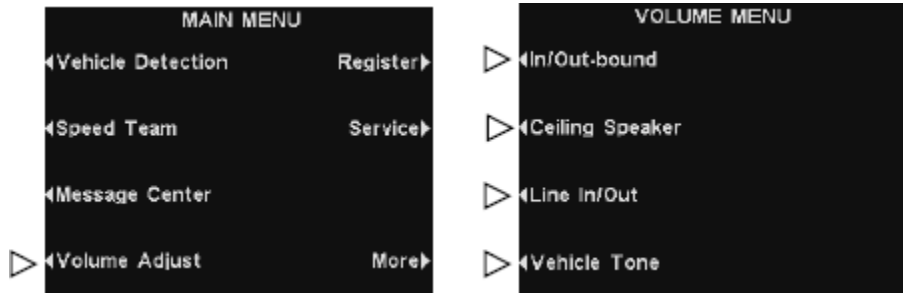 MAIN MENU
Vehicle Detection Register
Speed Team Service
Message Center
Volume Adjust More
VOLUME MENU
In/Out-bound
Ceiling Speaker
Line In/Out
Vehicle Tone